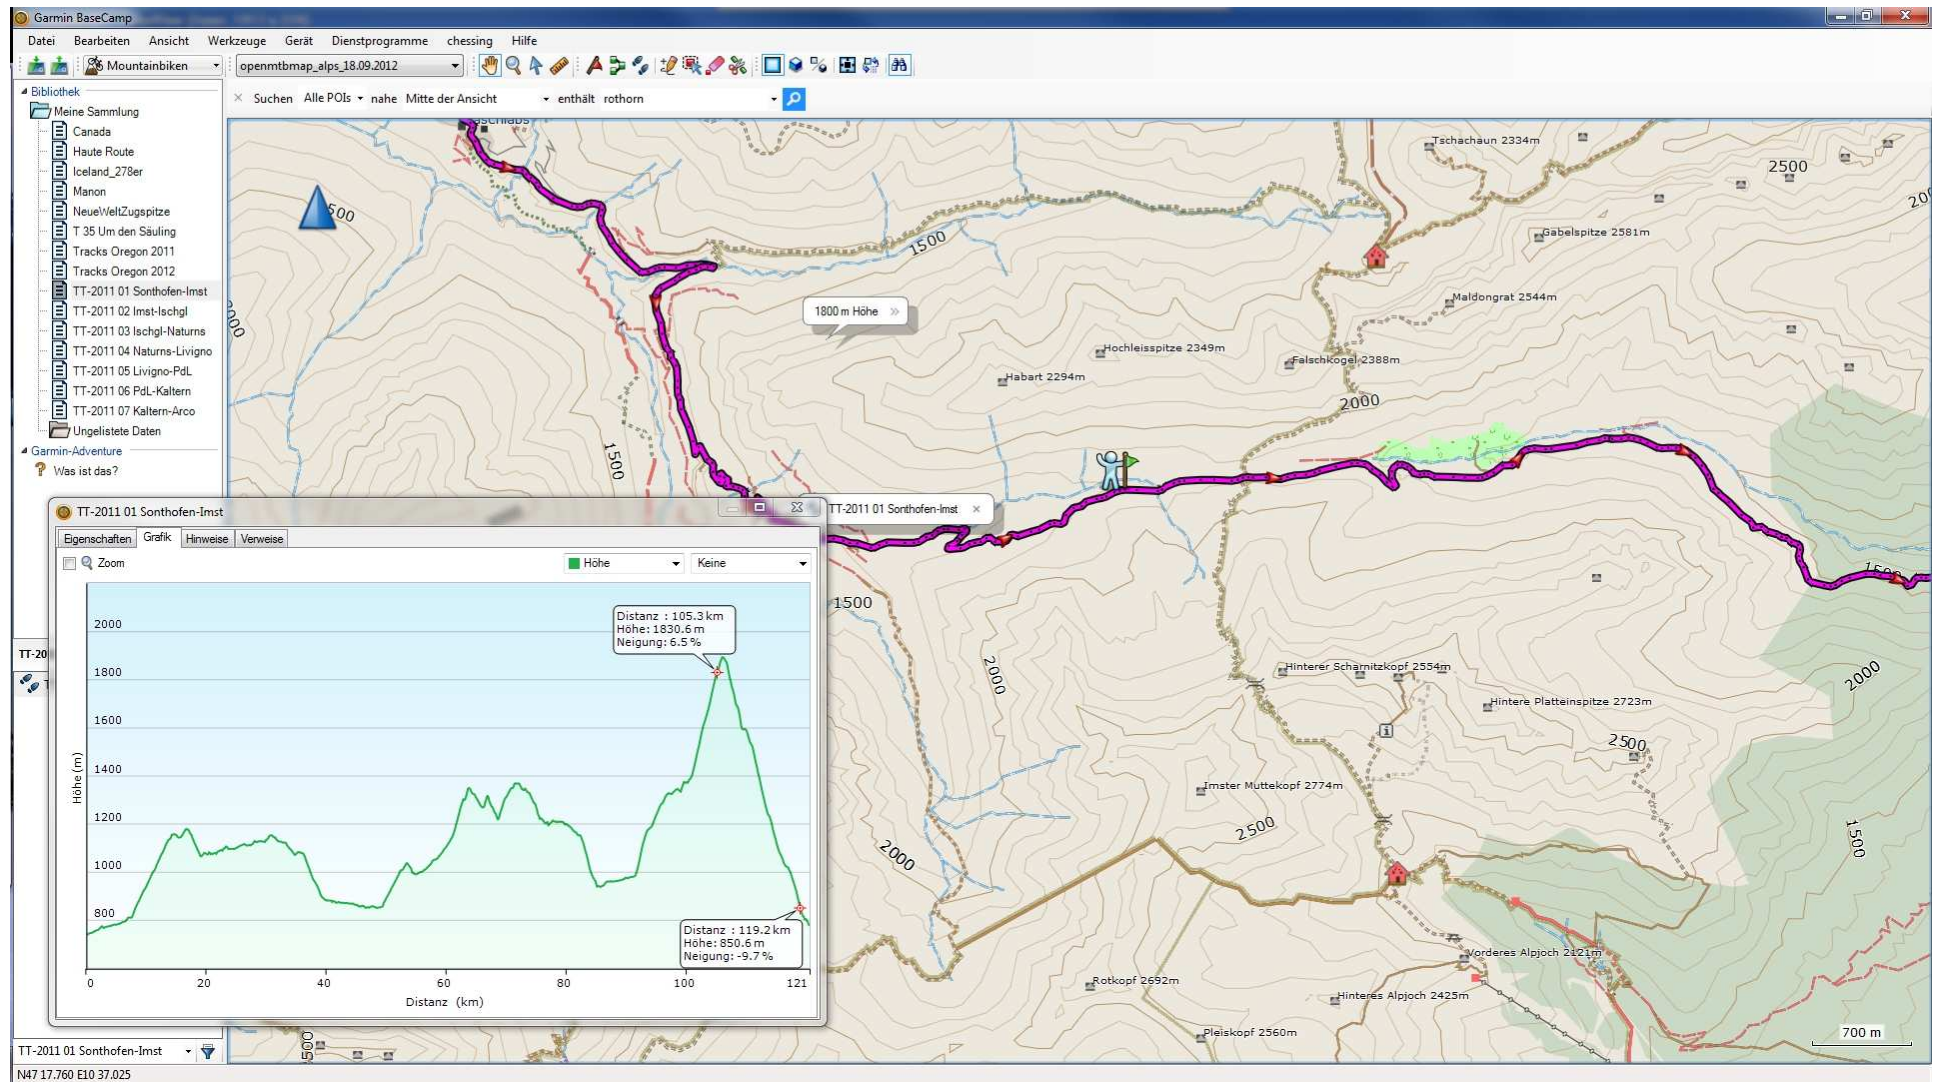 Garmin BaseCamp
Datei Bearbeiten Ansicht Werkzeuge Gerät Dienstprogramme chessing Hilfe
Mountainbiken openmtbmap_alps_18.09.2012
Suchen Alle POIs nahe Mitte der Ansicht enthält rothorn
Bibliothek
Meine Sammlung
Canada
Haute Route
Iceland_278er
Manon
NeueWeltZugspitze
T 35 Um den Säuling
Tracks Oregon 2011
Tracks Oregon 2012
TT-2011 01 Sonthofen-Imst
TT-2011 02 Imst-Ischgl
TT-2011 03 Ischgl-Naturns
TT-2011 04 Naturns-Livigno
TT-2011 05 Livigno-PdL
TT-2011 06 PdL-Kaltern
TT-2011 07 Kaltern-Arco
Ungelistete Daten
Garmin-Adventure
Was ist das?
Tschachaun 2334m
2500
500
1500
Gabelspitze 2581m
Maldongrat 2544m
1800 m Höhe
Hochleisspitze 2349m
Falschkogel 2388m
Habart 2294m
2000
1500
TT-2011 01 Sonthofen-Imst
1500
1500
2000
Hinterer Scharnitzkopf 2554m
2000
Hintere Platteinspitze 2723m
2500
Imster Muttekopf 2774m
2500
1500
2000
Vorderes Alpjoch 2121m
Rotkopf 2692m
Hinteres Alpjoch 2425m
Pleiskopf 2560m
700 m
TT-2011 01 Sonthofen-Imst
Eigenschaften Grafik Hinweise Verweise
Zoom Höhe Keine
Distanz : 105.3 km
Höhe: 1830.6 m
Neigung: 6.5 %
2000
1800
1600
1400
1200
1000
800
Höhe (m)
Distanz : 119.2 km
Höhe: 850.6 m
Neigung: -9.7 %
0 20 40 60 80 100 121
Distanz (km)
TT-20
TT-2011 01 Sonthofen-Imst
N47 17.760 E10 37.025